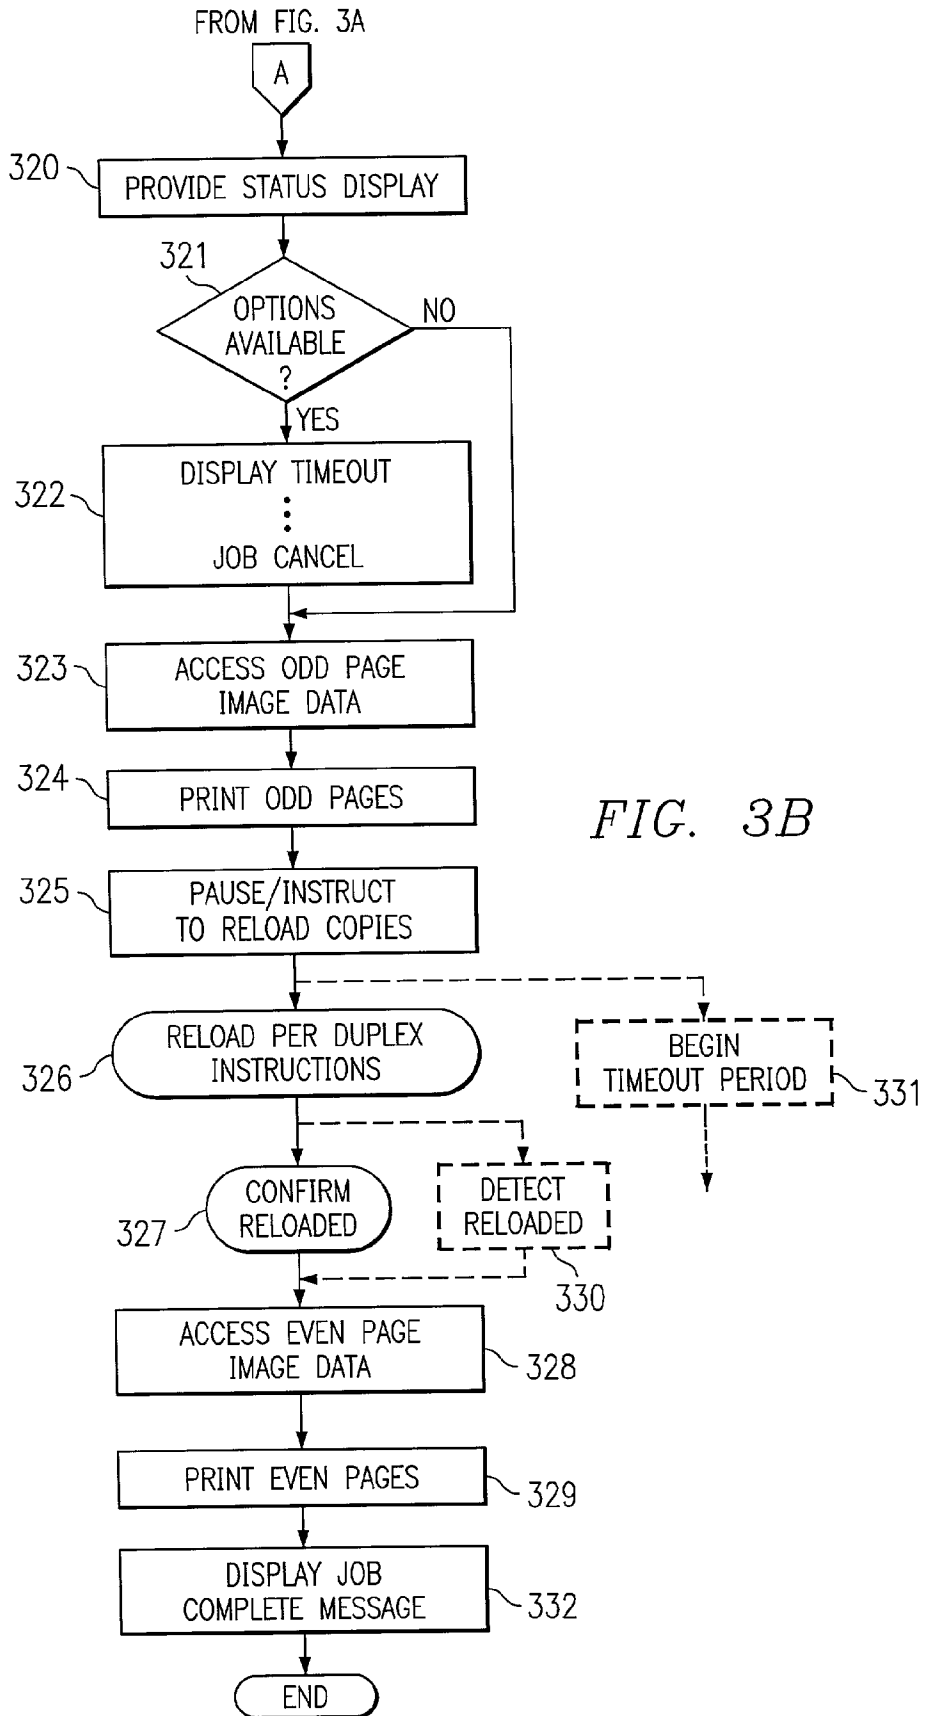 FROM FIG. 3A
A
320
PROVIDE STATUS DISPLAY
321
OPTIONS
AVAILABLE
?
NO
YES
322
DISPLAY TIMEOUT
JOB CANCEL
323
ACCESS ODD PAGE
IMAGE DATA
324
PRINT ODD PAGES
FIG. 3B
325
PAUSE/INSTRUCT
TO RELOAD COPIES
326
RELOAD PER DUPLEX
INSTRUCTIONS
BEGIN
TIMEOUT PERIOD
331
327
CONFIRM
RELOADED
DETECT
RELOADED
330
ACCESS EVEN PAGE
IMAGE DATA
328
PRINT EVEN PAGES
329
DISPLAY JOB
COMPLETE MESSAGE
332
END